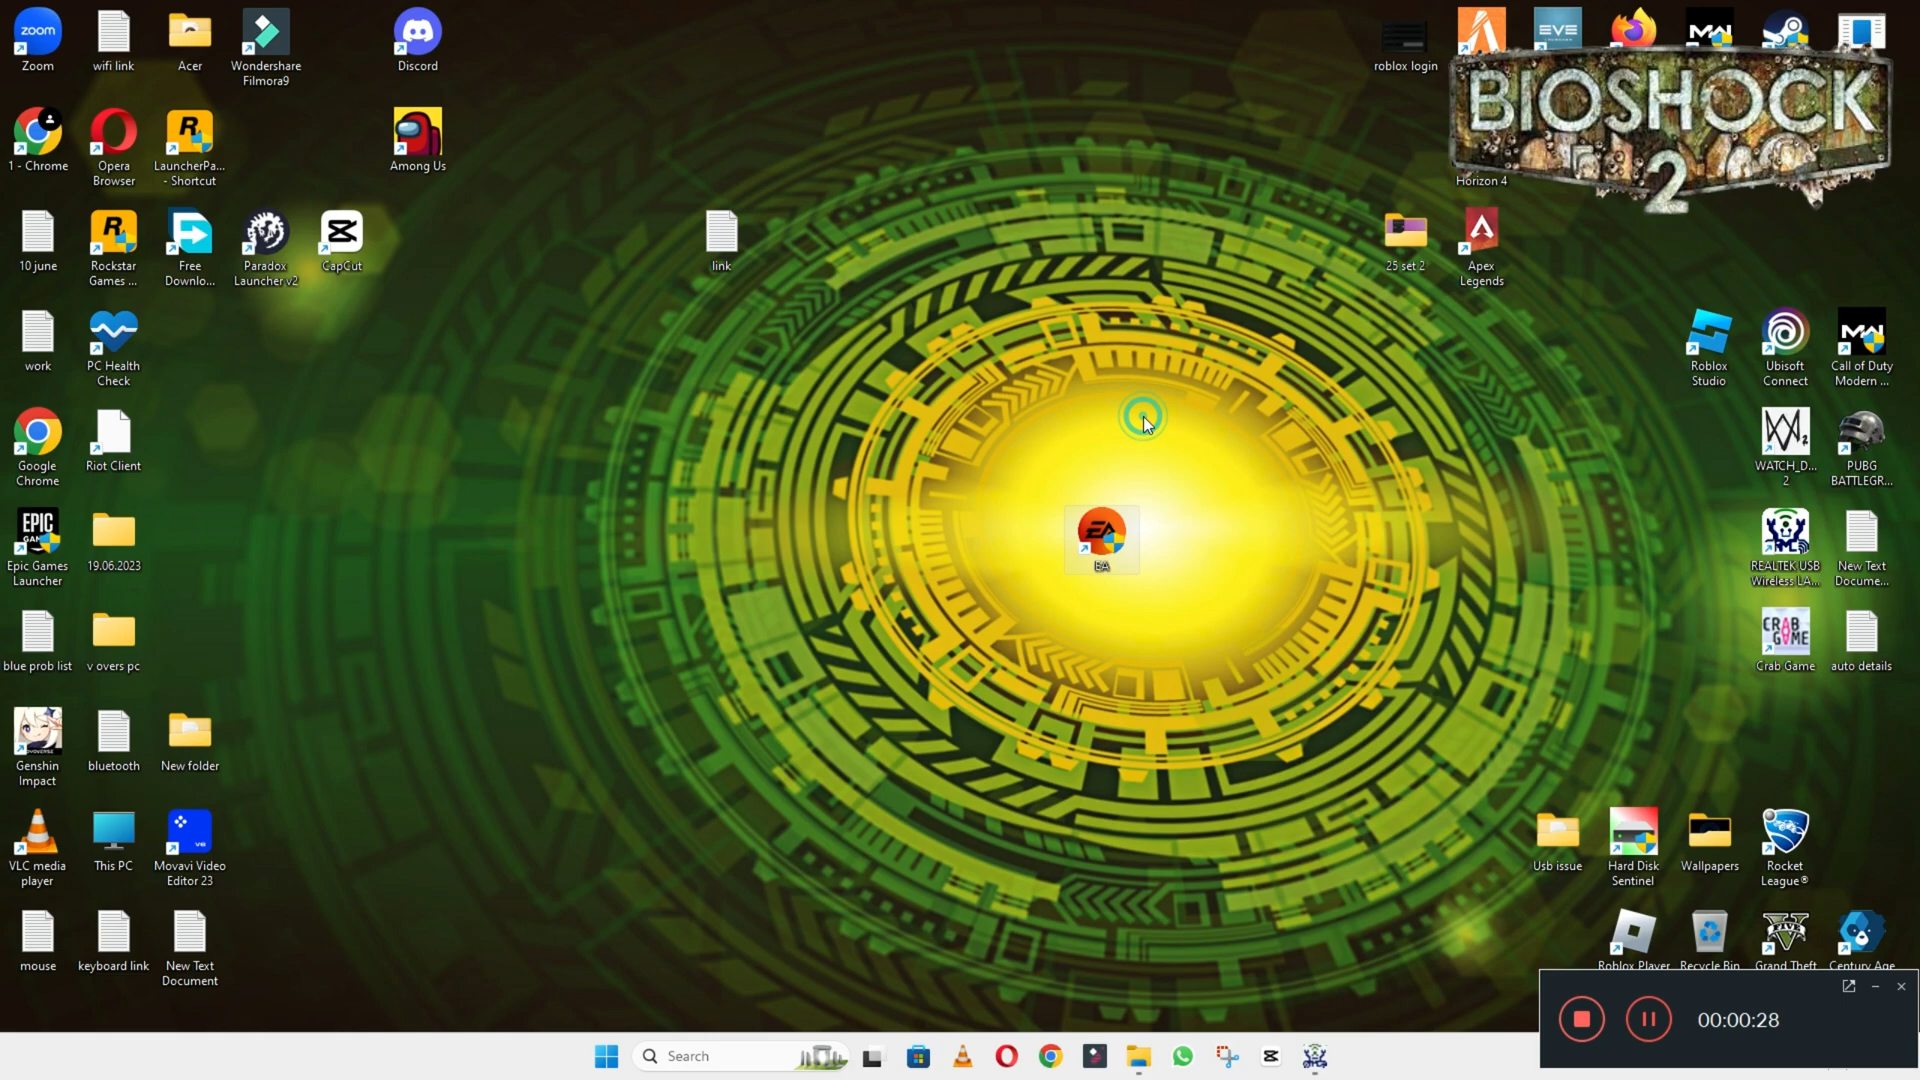 zoom
Zoom
wifi link
Acer
Wondershare
Filmora9
Discord
roblox login
EVE
BIOSHOCK
2
1 - Chrome
Opera
Browser
LauncherPa...
- Shortcut
Among Us
Horizon 4
10 june
Rockstar
Games ...
Free
Downlo...
Paradox
Launcher v2
CapCut
link
25 set 2
Apex
Legends
work
PC Health
Check
Roblox
Studio
Ubisoft
Connect
Call of Duty
Modern ...
Google
Chrome
Riot Client
WATCH_D...
2
PUBG
BATTLEGR...
EPIC
Epic Games
Launcher
19.06.2023
EA
EA
REALTEK USB
Wireless LA...
New Text
Docume...
blue prob list
v overs pc
CRAB
GAME
Crab Game
auto details
Genshin
Impact
bluetooth
New folder
VLC media
player
This PC
Movavi Video
Editor 23
Usb issue
Hard Disk
Sentinel
Wallpapers
Rocket
League®
mouse
keyboard link
New Text
Document
Roblox Player
Recycle Bin
Grand Theft
Century Age
00:00:28
Search